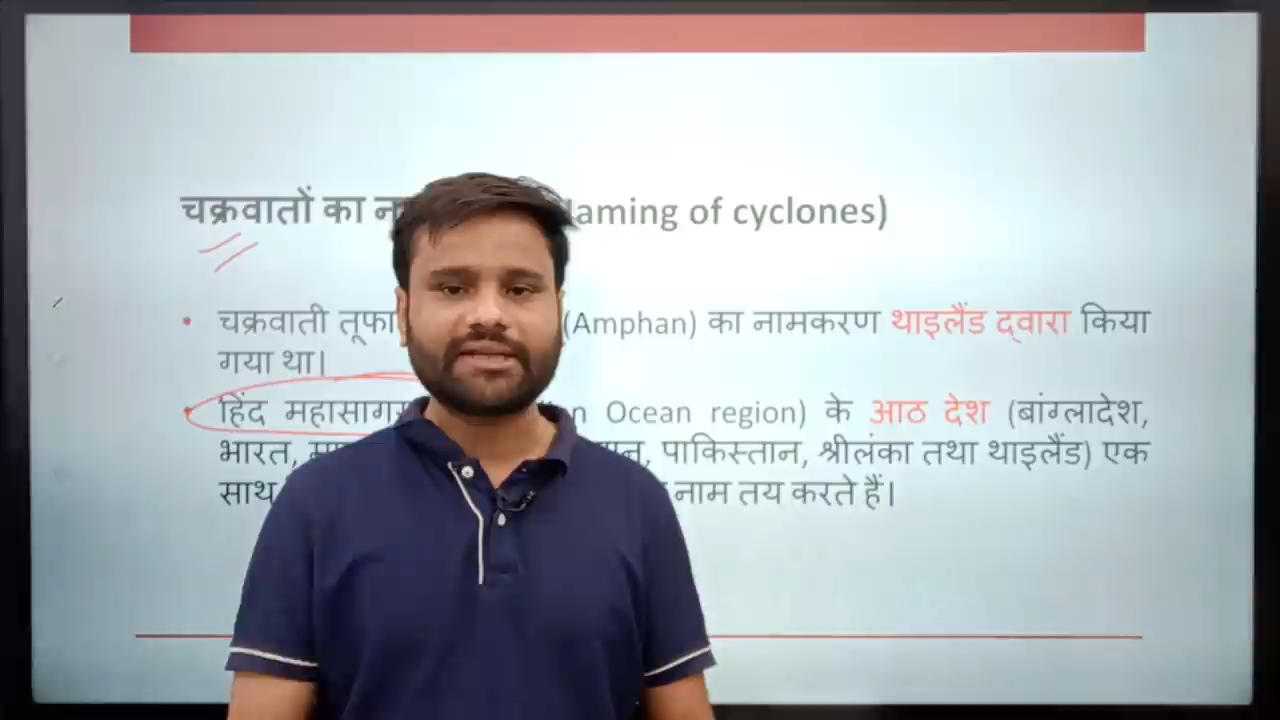 चक्रवातों का aming of cyclones)
चक्रवाती (Amphan) का नामकरण थाइलैंड द्वारा किया
गया था।
हिंद Ocean region) के आठ देश (बांग्लादेश,
भारत, पाकिस्तान, श्रीलंका तथा थाइलैंड) एक
साथ नाम तय करते हैं।